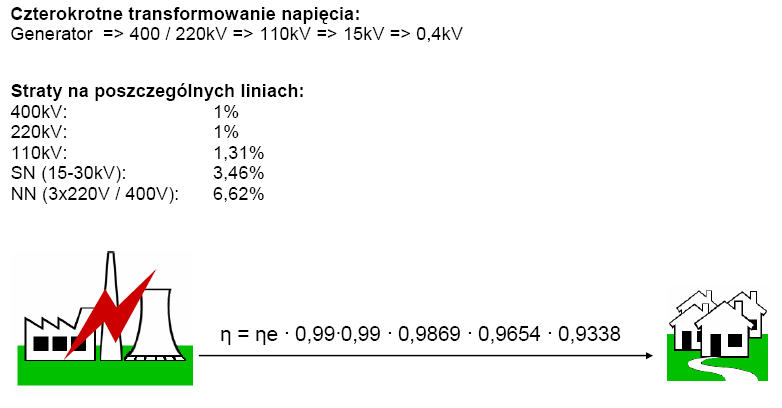 Czterokrotne transformowanie napięcia:
Generator => 400 / 220kV => 110kV => 15kV => 0,4kV
Straty na poszczególnych liniach:
400kV: 1%
220kV: 1%
110kV: 1,31%
SN (15-30kV): 3,46%
NN (3x220V / 400V): 6,62%
η = ηe · 0,99·0,99 · 0,9869 · 0,9654 · 0,9338